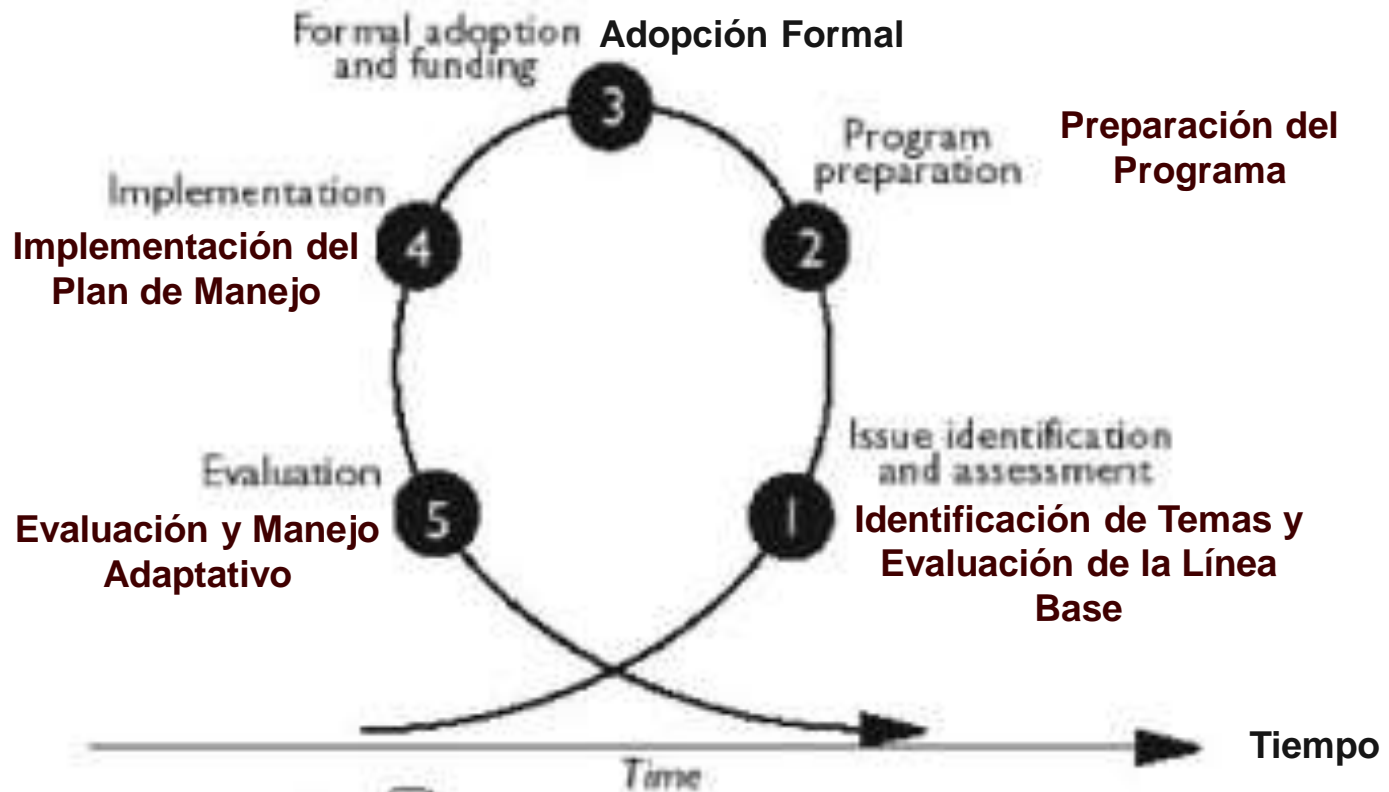 Formal adoption
and funding
Adopción Formal
3
Program
preparation
Preparación del
Programa
Implementation
Implementación del
Plan de Manejo
4
2
Issue identification
and assessment
Evaluation
Evaluación y Manejo
Adaptativo
5
1
Identificación de Temas y
Evaluación de la Línea
Base
Tiempo
Time